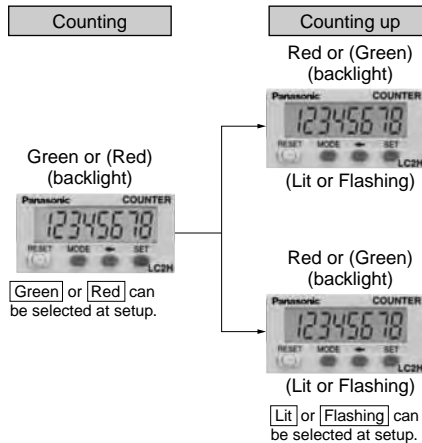 Counting
Counting up
Red or (Green)
(backlight)
Panasonic COUNTER
12345678
RESET MODE SET
LC2H
(Lit or Flashing)
Green or (Red)
(backlight)
Panasonic COUNTER
12345678
RESET MODE SET
LC2H
Green or Red can
be selected at setup.
Red or (Green)
(backlight)
Panasonic COUNTER
12345678
RESET MODE SET
LC2H
(Lit or Flashing)
Lit or Flashing can
be selected at setup.